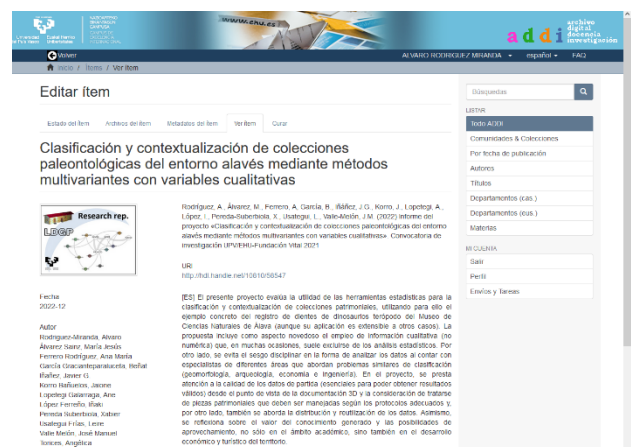 www.ehu.es
addi
archivo
digital
docencia
investigación
Volver
ALVARO RODRIGUEZ MIRANDA
español
FAQ
Inicio / Ítems / Ver ítem
Editar ítem
Estado del ítem
Archivos del ítem
Metadatos del ítem
Ver ítem
Curar
Clasificación y contextualización de colecciones
paleontológicas del entorno alavés mediante métodos
multivariantes con variables cualitativas
Research rep.
LDGP
Rodríguez, A., Álvarez, M., Ferrero, A, García, B., Iñáñez, J.G., Korro, J., Lopetegi, A.,
López, I., Pereda-Suberbiola, X., Usategui, L., Valle-Melón, J.M. (2022) Informe del
proyecto «Clasificación y contextualización de colecciones paleontológicas del entorno
alavés mediante métodos multivariantes con variables cualitativas». Convocatoria de
investigación UPV/EHU-Fundación Vital 2021
URI
http://hdl.handle.net/10810/58547
Fecha
2022-12
Autor
Rodríguez-Miranda, Alvaro
Álvarez Sainz, María Jesús
Ferrero Rodríguez, Ana María
García Gracianteparaluceta, Beñat
Iñáñez, Javier G.
Korro Bañuelos, Jaione
Lopetegi Galarraga, Ane
López Ferreño, Iñaki
Pereda Suberbiola, Xabier
Usategui Frías, Leire
Valle Melón, José Manuel
Torices, Angélica
[ES] El presente proyecto evalúa la utilidad de las herramientas estadísticas para la
clasificación y contextualización de colecciones patrimoniales, utilizando para ello el
ejemplo concreto del registro de dientes de dinosaurios terópodo del Museo de
Ciencias Naturales de Álava (aunque su aplicación es extensible a otros casos). La
propuesta incluye como aspecto novedoso el empleo de información cualitativa (no
numérica) que, en muchas ocasiones, suele excluirse de los análisis estadísticos. Por
otro lado, se evita el sesgo disciplinar en la forma de analizar los datos al contar con
especialistas de diferentes áreas que abordan problemas similares de clasificación
(geomorfología, arqueología, economía e ingeniería). En el proyecto, se presta
atención a la calidad de los datos de partida (esenciales para poder obtener resultados
válidos) desde el punto de vista de la documentación 3D y la consideración de tratarse
de piezas patrimoniales que deben ser manejadas según los protocolos adecuados y,
por otro lado, también se aborda la distribución y reutilización de los datos. Asimismo,
se reflexiona sobre el valor del conocimiento generado y las posibilidades de
aprovechamiento, no sólo en el ámbito académico, sino también en el desarrollo
económico y turístico del territorio.
Búsquedas
LISTAR
Todo ADDI
Comunidades & Colecciones
Por fecha de publicación
Autores
Títulos
Departamentos (cas.)
Departamentos (eus.)
Materias
MI CUENTA
Salir
Perfil
Envíos y Tareas